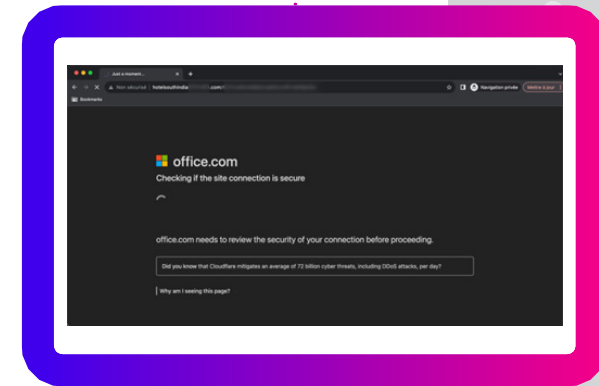 Just a moment...
Non sécurisé | hotelsouthindia .com/
Navigation privée
Mettre à jour
Bookmarks
office.com
Checking if the site connection is secure
office.com needs to review the security of your connection before proceeding.
Did you know that Cloudflare mitigates an average of 72 billion cyber threats, including DDoS attacks, per day?
Why am I seeing this page?